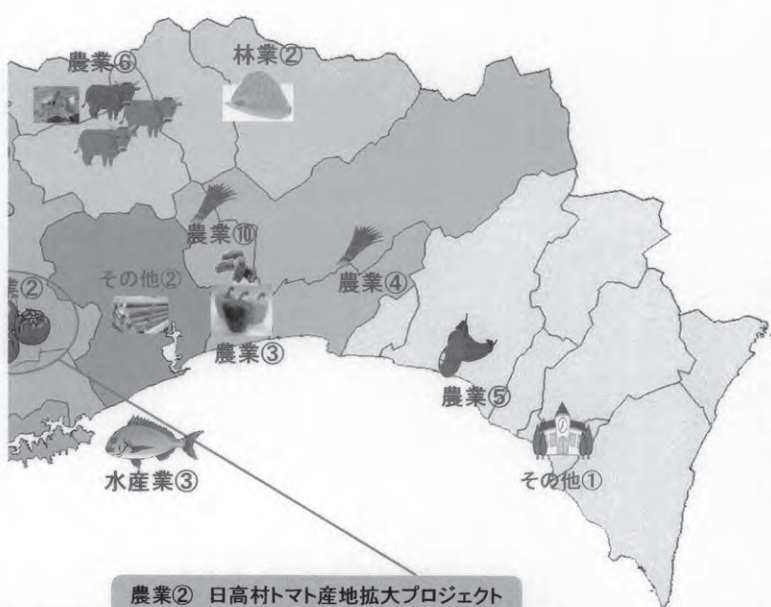 農業⑥
林業②
農業⑩
農業④
その他②
業②
農業③
農業⑤
その他①
水産業③
農業② 日高村トマト産地拡大プロジェクト